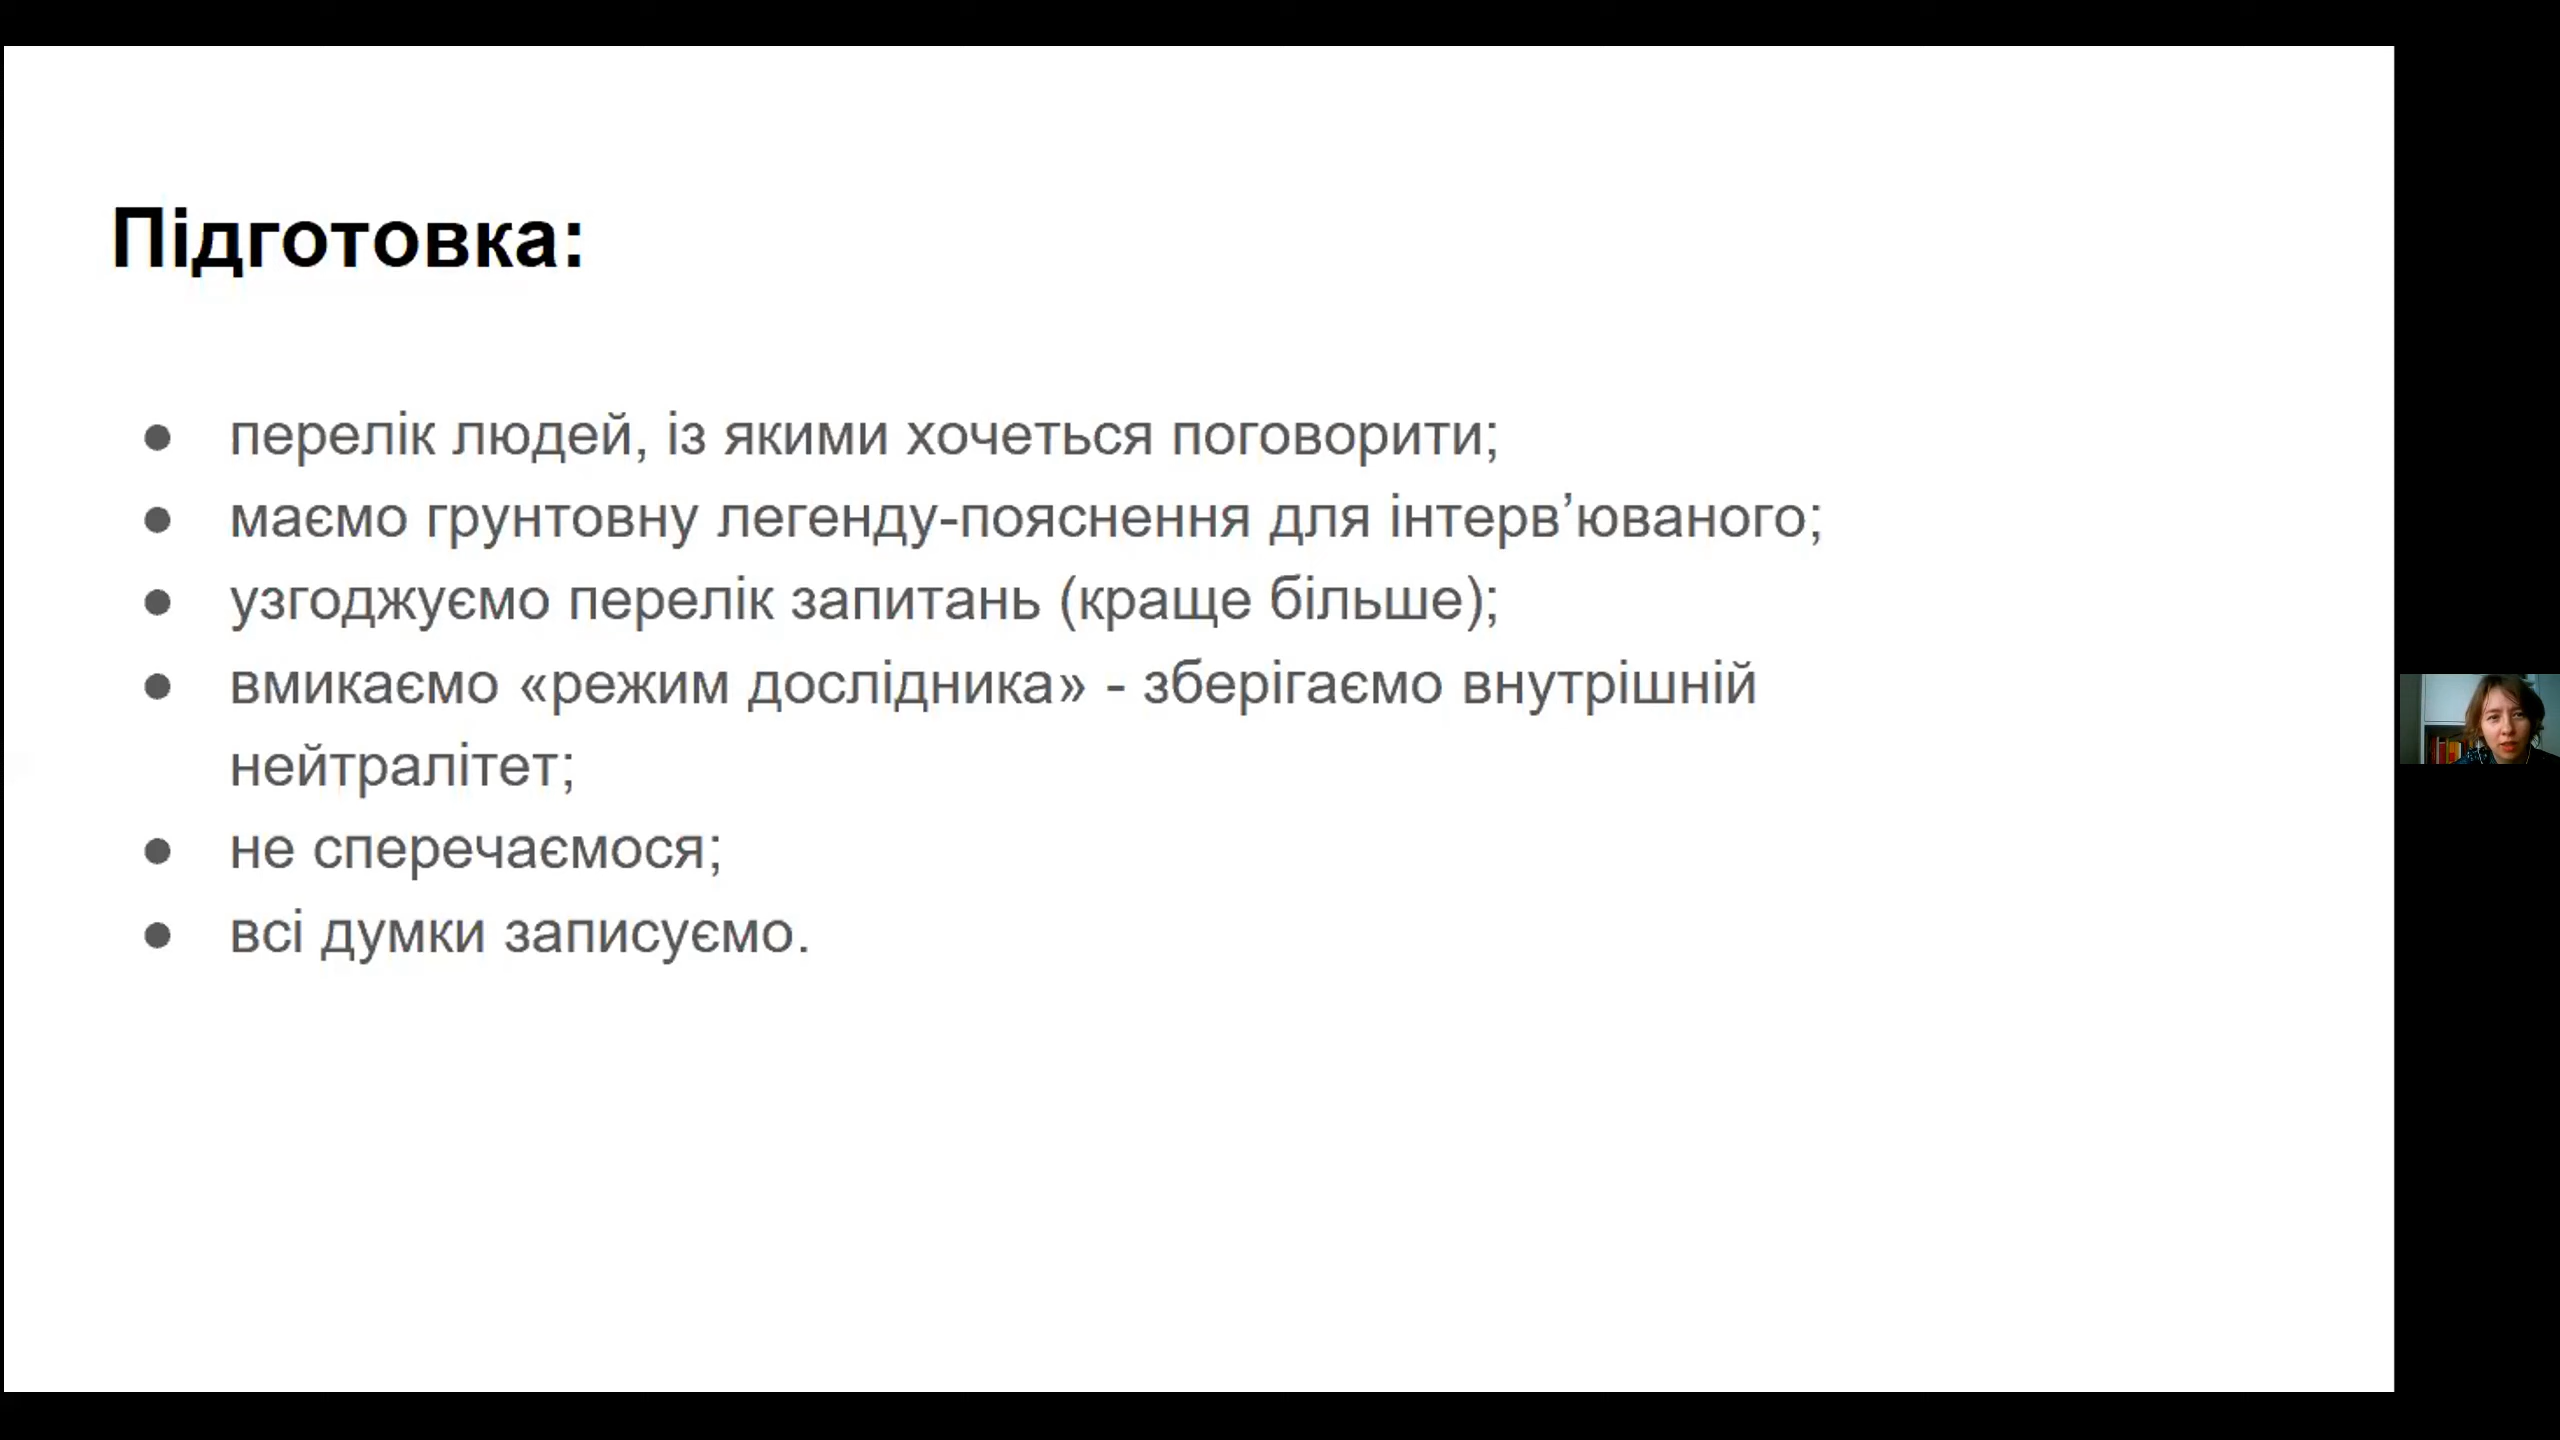 Підготовка:
● перелік людей, із якими хочеться поговорити;
● маємо грунтовну легенду-пояснення для інтерв’юваного;
● узгоджуємо перелік запитань (краще більше);
● вмикаємо «режим дослідника» - зберігаємо внутрішній
нейтралітет;
● не сперечаємося;
● всі думки записуємо.